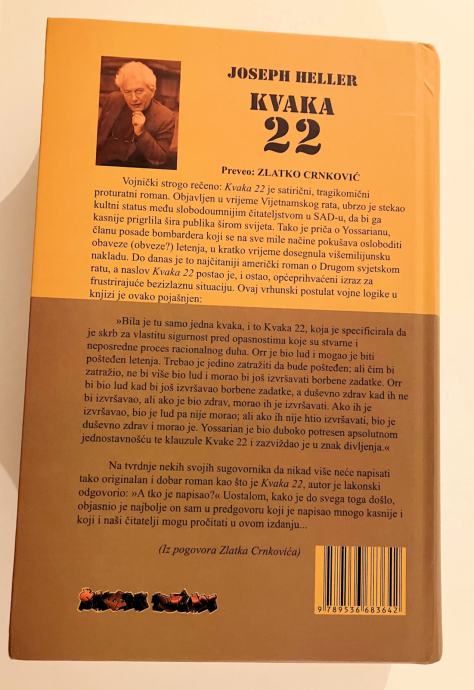 JOSEPH HELLER
KVAKA
22
Preveo: ZLATKO CRNKOVIĆ
Vojnički strogo rečeno: Kvaka 22 je satirični, tragikomični
proturatni roman. Objavljen u vrijeme Vijetnamskog rata, ubrzo je stekao
kultni status među slobodoumnijim čitateljstvom u SAD-u, da bi ga
kasnije prigrlila šira publika širom svijeta. Tako je priča o Yossarianu,
članu posade bombardera koji se na sve mile načine pokušava osloboditi
obaveze (obveze?) letenja, u kratko vrijeme dosegnula višemilijunsku
nakladu. Do danas je to najčitaniji američki roman o Drugom svjetskom
ratu, a naslov Kvaka 22 postao je, i ostao, općeprihvaćeni izraz za
frustrirajuće bezizlaznu situaciju. Ovaj vrhunski postulat vojne logike u
knjizi je ovako pojašnjen:
»Bila je tu samo jedna kvaka, i to Kvaka 22, koja je specificirala da
je skrb za vlastitu sigurnost pred opasnostima koje su stvarne i
neposredne proces racionalnog duha. Orr je bio lud i mogao je biti
pošteđen letenja. Trebao je jedino zatražiti da bude pošteđen; ali čim bi
zatražio, ne bi više bio lud i morao bi još izvršavati borbene zadatke. Orr
bi bio lud kad bi još izvršavao borbene zadatke, a duševno zdrav kad ih ne
bi izvršavao, ali ako je bio zdrav, morao ih je izvršavati. Ako ih je
izvršavao, bio je lud pa nije morao; ali ako ih nije htio izvršavati, bio je
duševno zdrav i morao je. Yossarian je bio duboko potresen apsolutnom
jednostavnošću te klauzule Kvake 22 i zazviždao je u znak divljenja.«
Na tvrdnje nekih svojih sugovornika da nikad više neće napisati
tako originalan i dobar roman kao što je Kvaka 22, autor je lakonski
odgovorio: »A tko je napisao?« Uostalom, kako je do svega toga došlo,
objasnio je najbolje on sam u predgovoru koji je napisao mnogo kasnije i
koji i naši čitatelji mogu pročitati u ovom izdanju...
(Iz pogovora Zlatka Crnkovića)
9 789536 683642